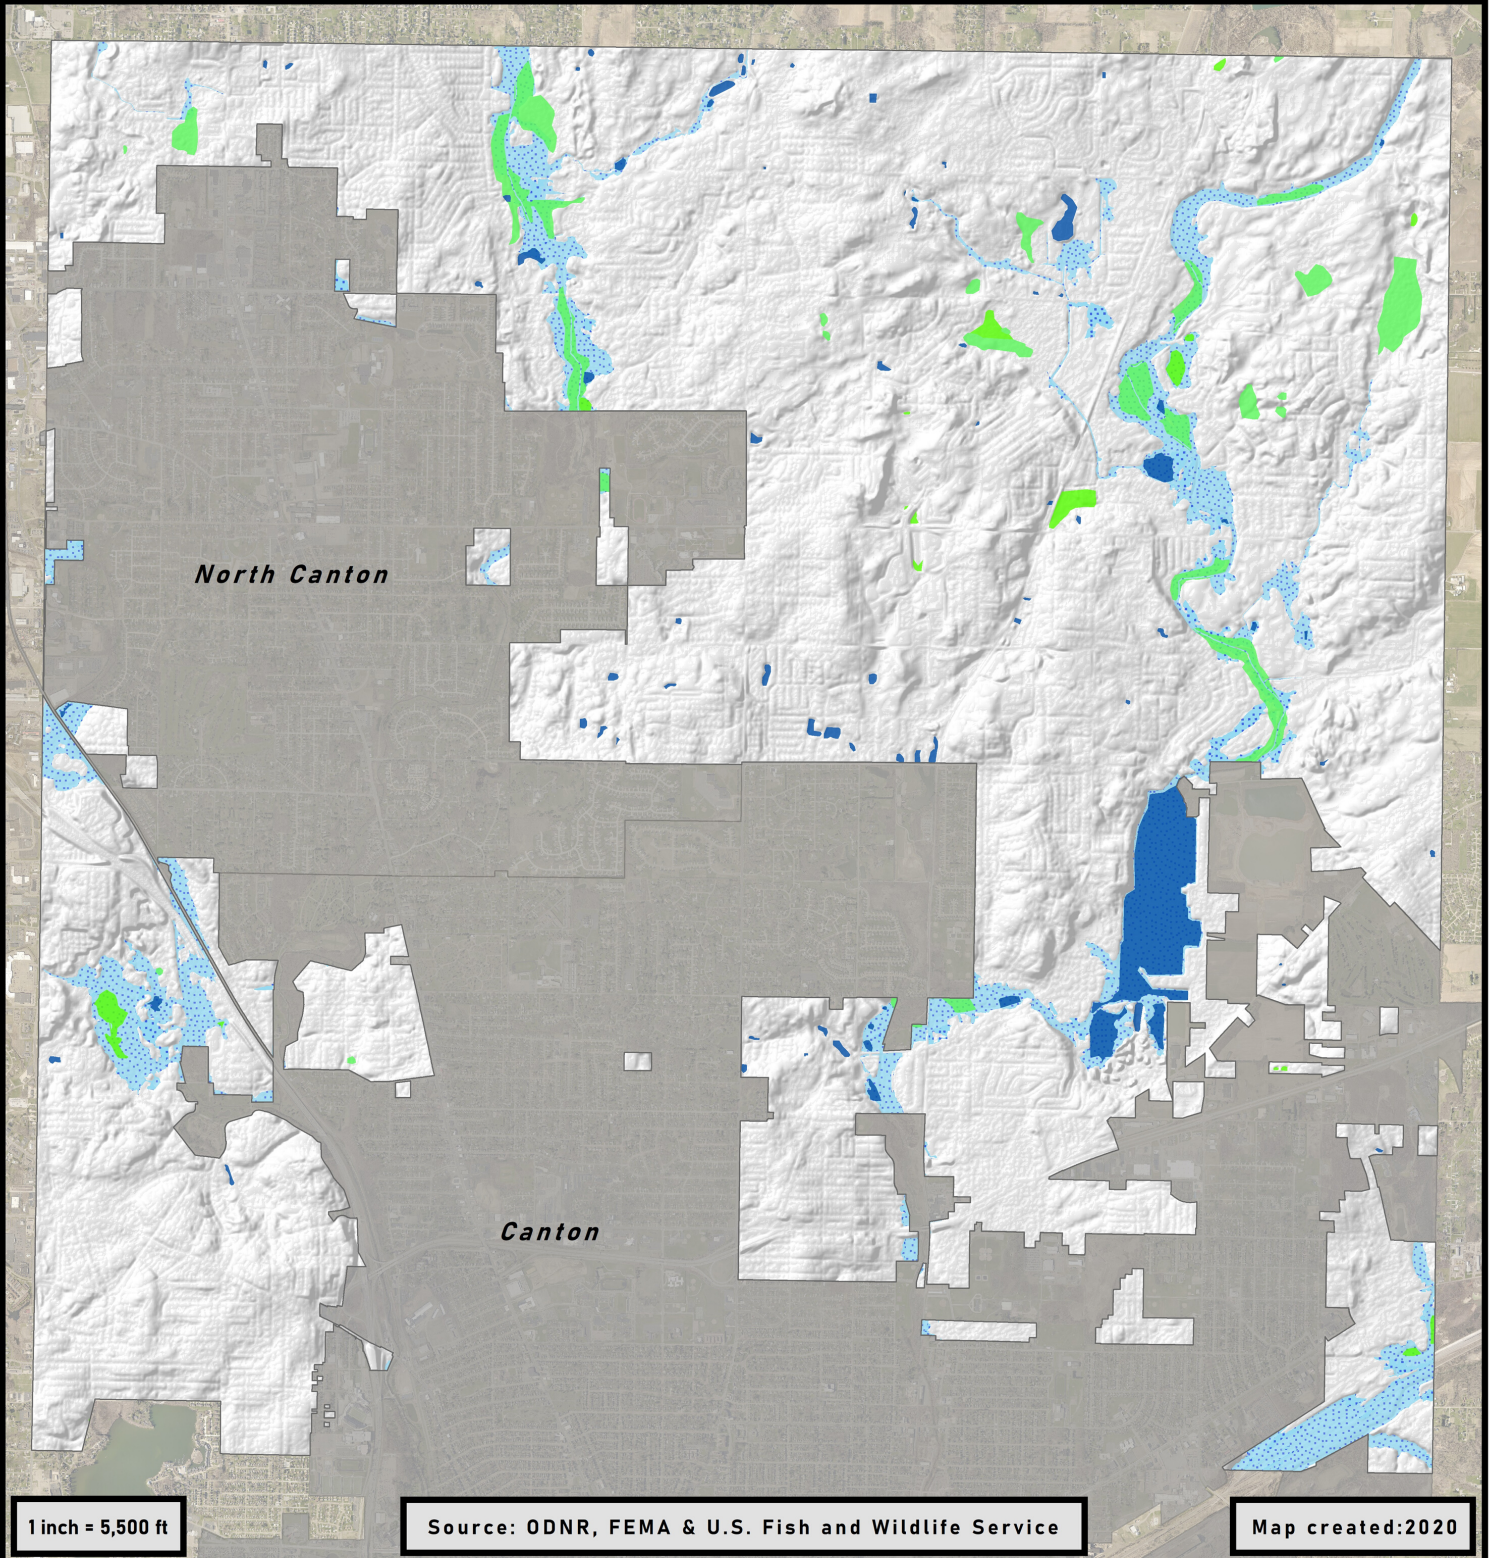 North Canton
Canton
1 inch = 5,500 ft
Source: ODNR, FEMA & U.S. Fish and Wildlife Service
Map created:2020